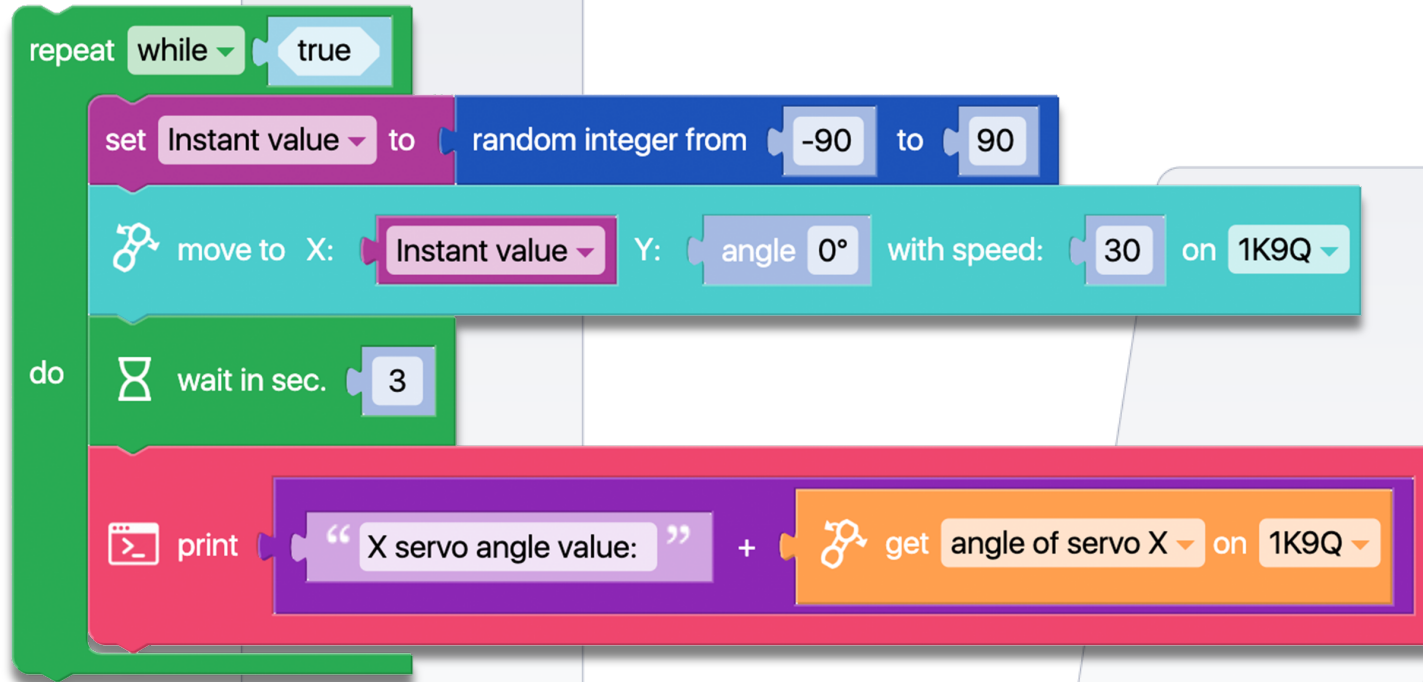 repeat while true
set Instant value to random integer from -90 to 90
move to X: Instant value Y: angle 0° with speed: 30 on 1K9Q
do
wait in sec. 3
print “ X servo angle value: ” + get angle of servo X on 1K9Q